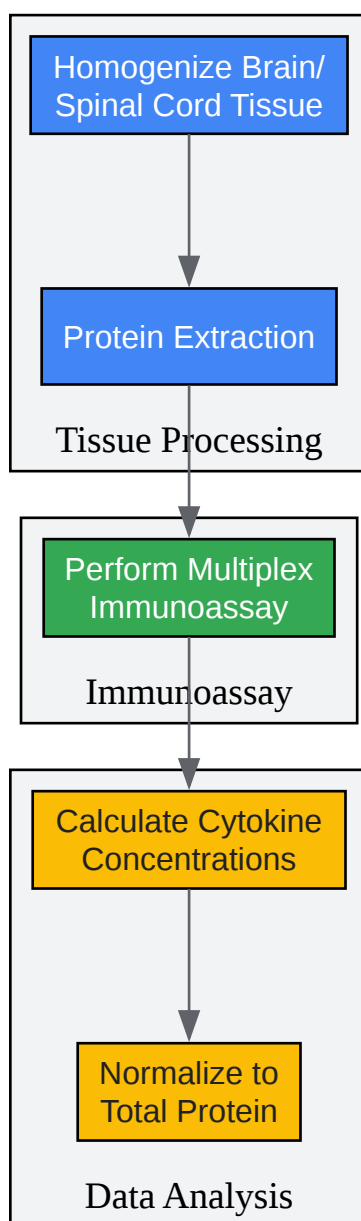 Homogenize Brain/
Spinal Cord Tissue
Protein Extraction
Tissue Processing
Perform Multiplex
Immunoassay
Immunoassay
Calculate Cytokine
Concentrations
Normalize to
Total Protein
Data Analysis